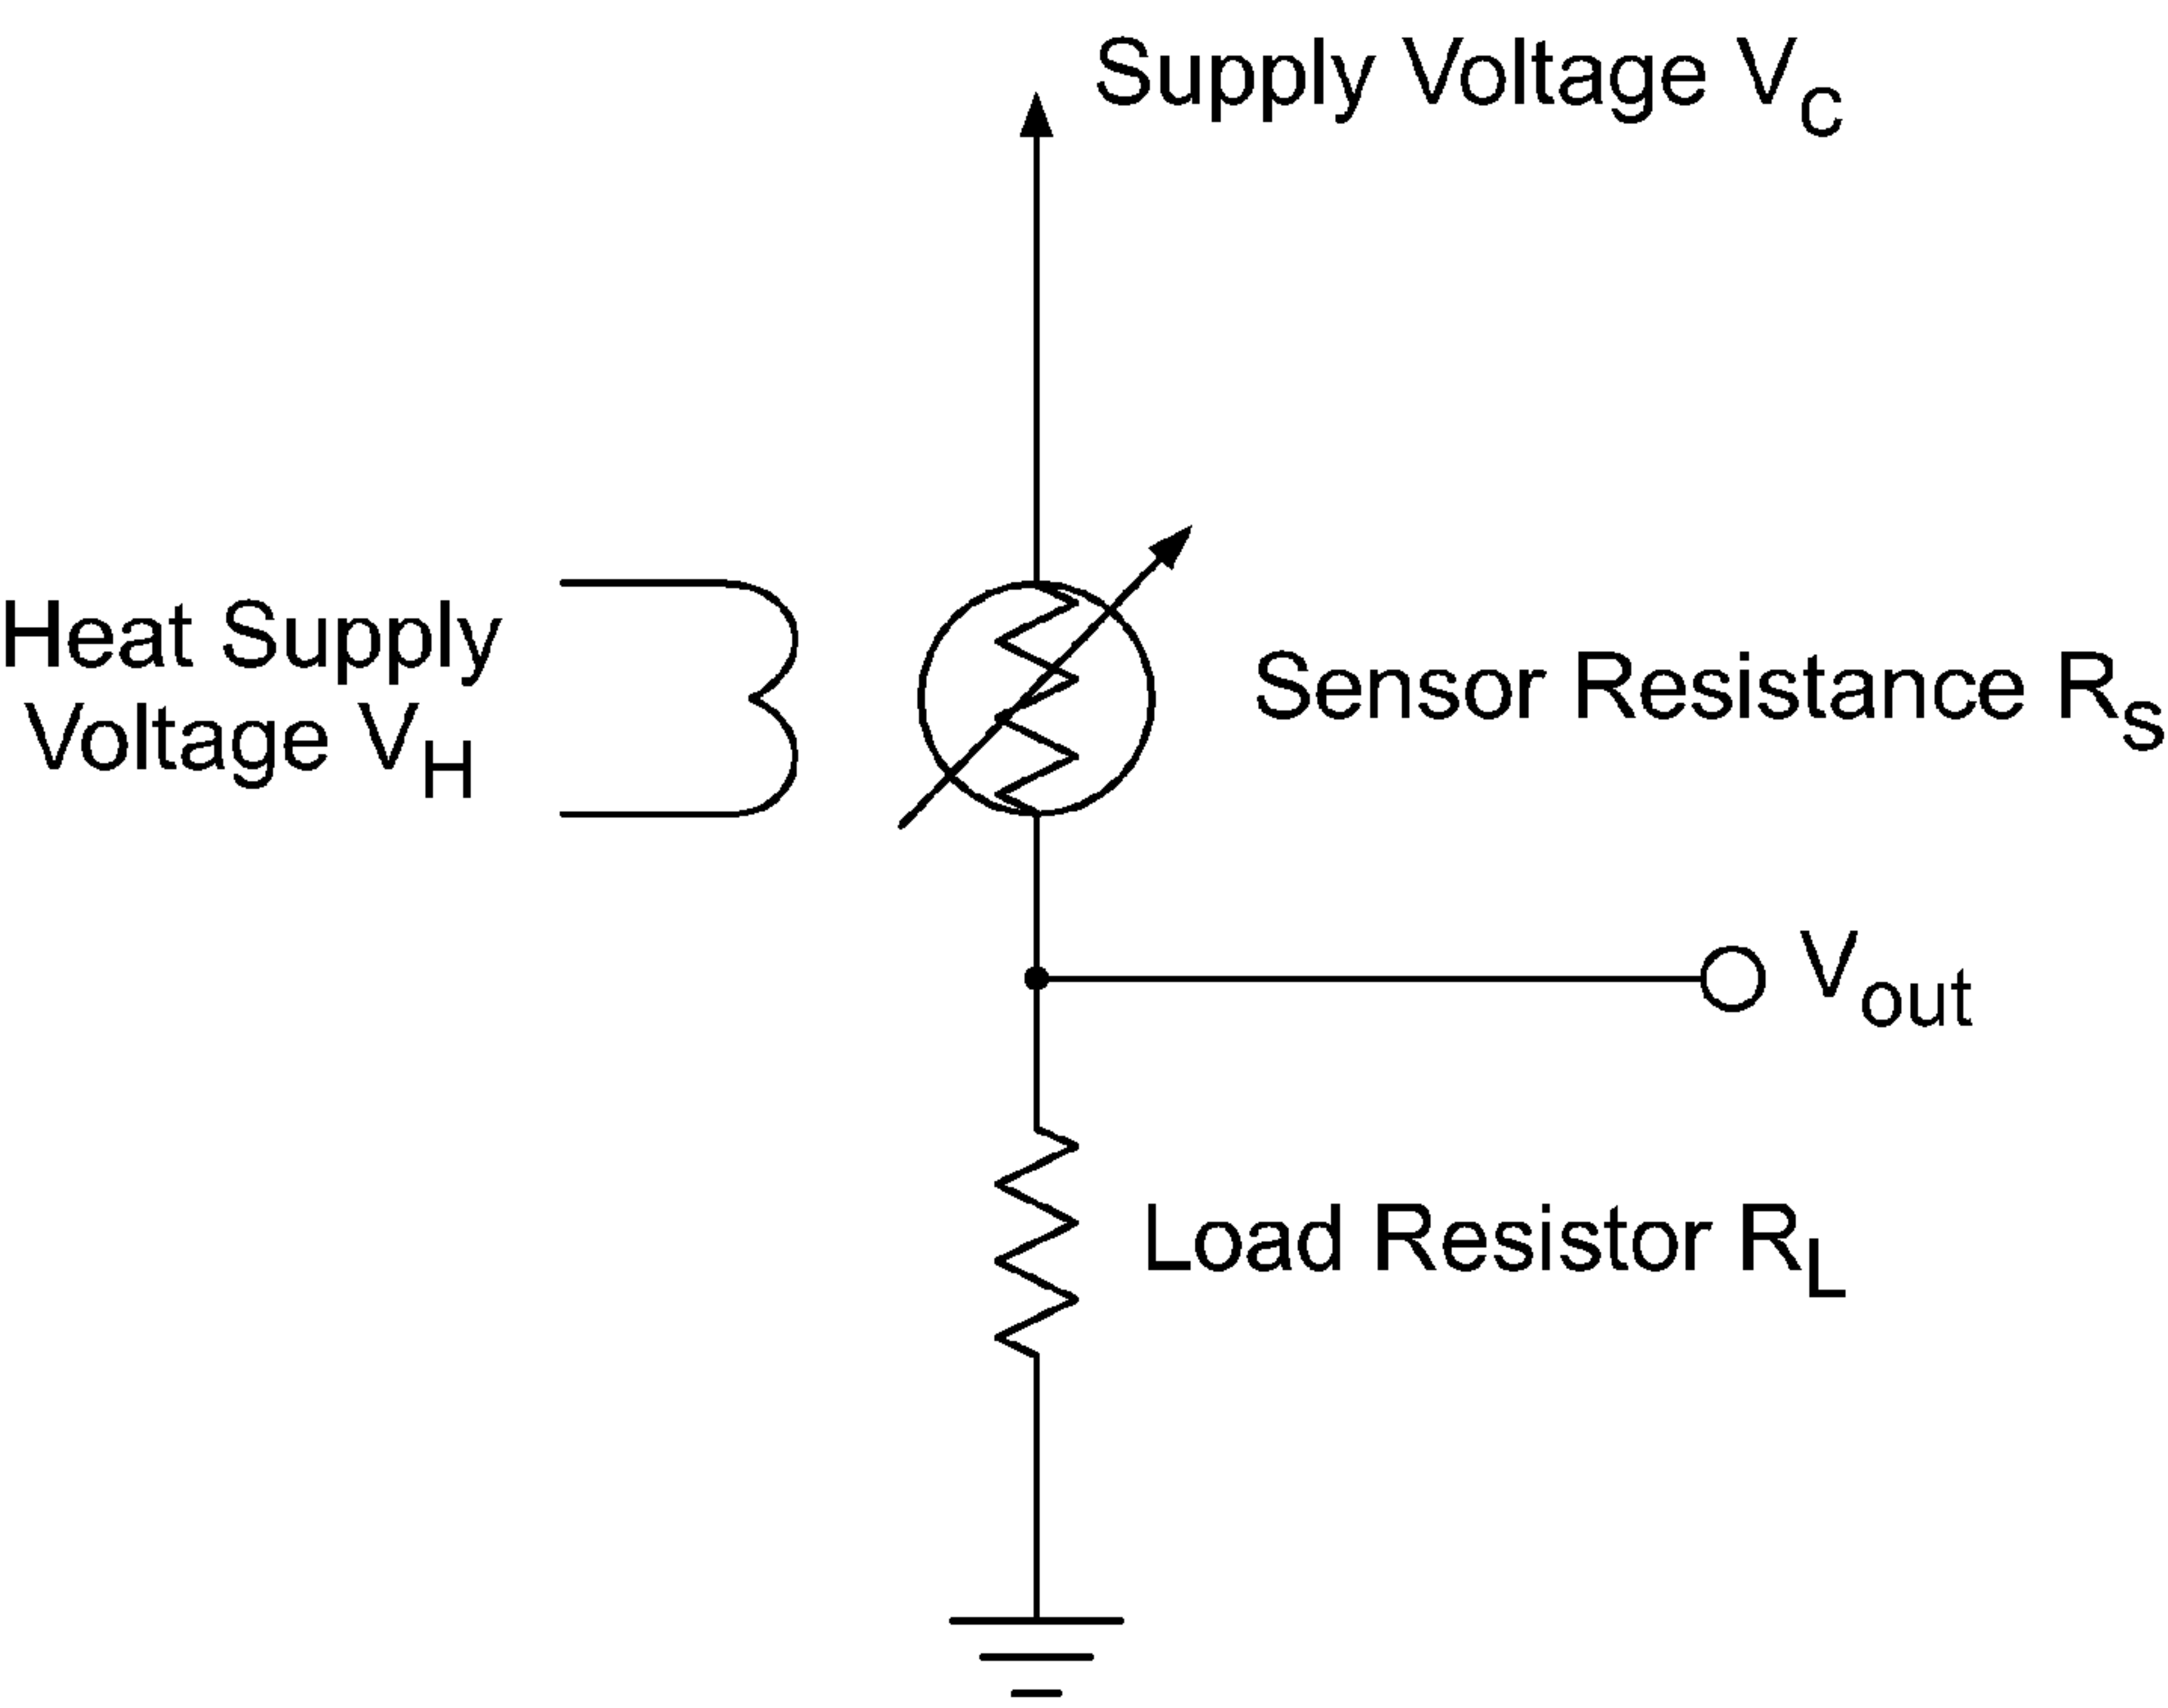 Supply Voltage VC
Heat Supply
Voltage VH
Sensor Resistance RS
Vout
Load Resistor RL